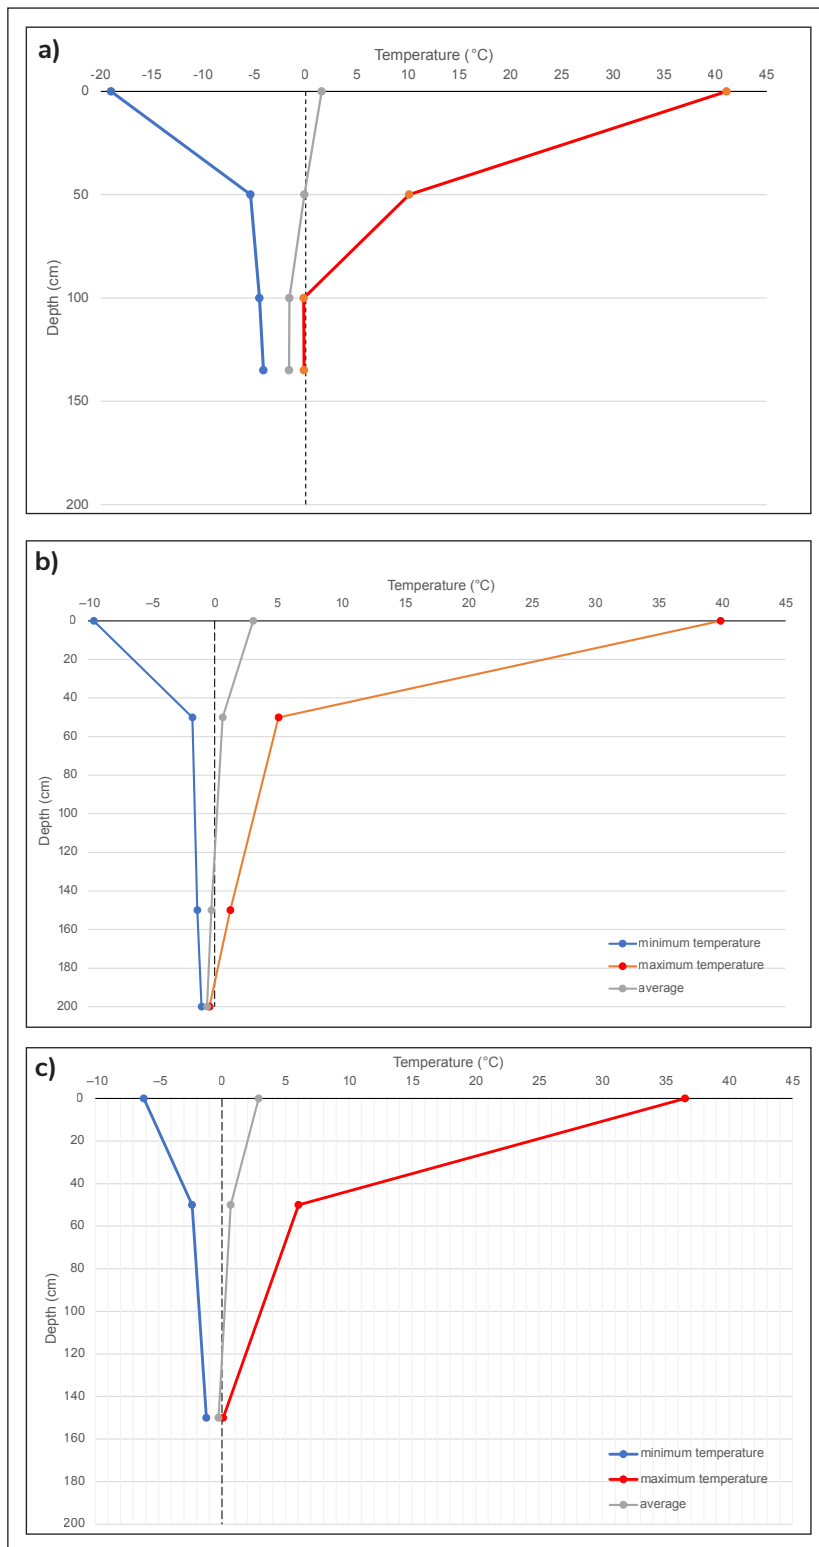 a)
Temperature (°C)
-20 -15 -10 -5 0 5 10 15 20 25 30 35 40 45
0
50
100
150
200
Depth (cm)
b)
Temperature (°C)
–10 –5 0 5 10 15 20 25 30 35 40 45
0
20
40
60
80
100
120
140
160
180
200
Depth (cm)
minimum temperature
maximum temperature
average
c)
Temperature (°C)
–10 –5 0 5 10 15 20 25 30 35 40 45
0
20
40
60
80
100
120
140
160
180
200
Depth (cm)
minimum temperature
maximum temperature
average